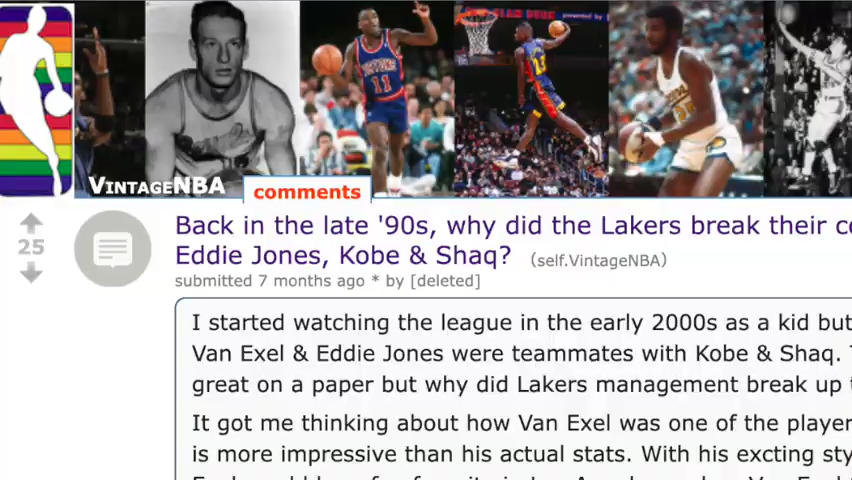 VINTAGENBA
comments
Back in the late '90s, why did the Lakers break their
25
Eddie Jones, Kobe & Shaq? (self.VintageNBA)
submitted 7 months ago * by [deleted]
I started watching the league in the early 2000s as a kid but
Van Exel & Eddie Jones were teammates with Kobe & Shaq.
great on a paper but why did Lakers management break up
It got me thinking about how Van Exel was one of the player
is more impressive than his actual stats. With his excting